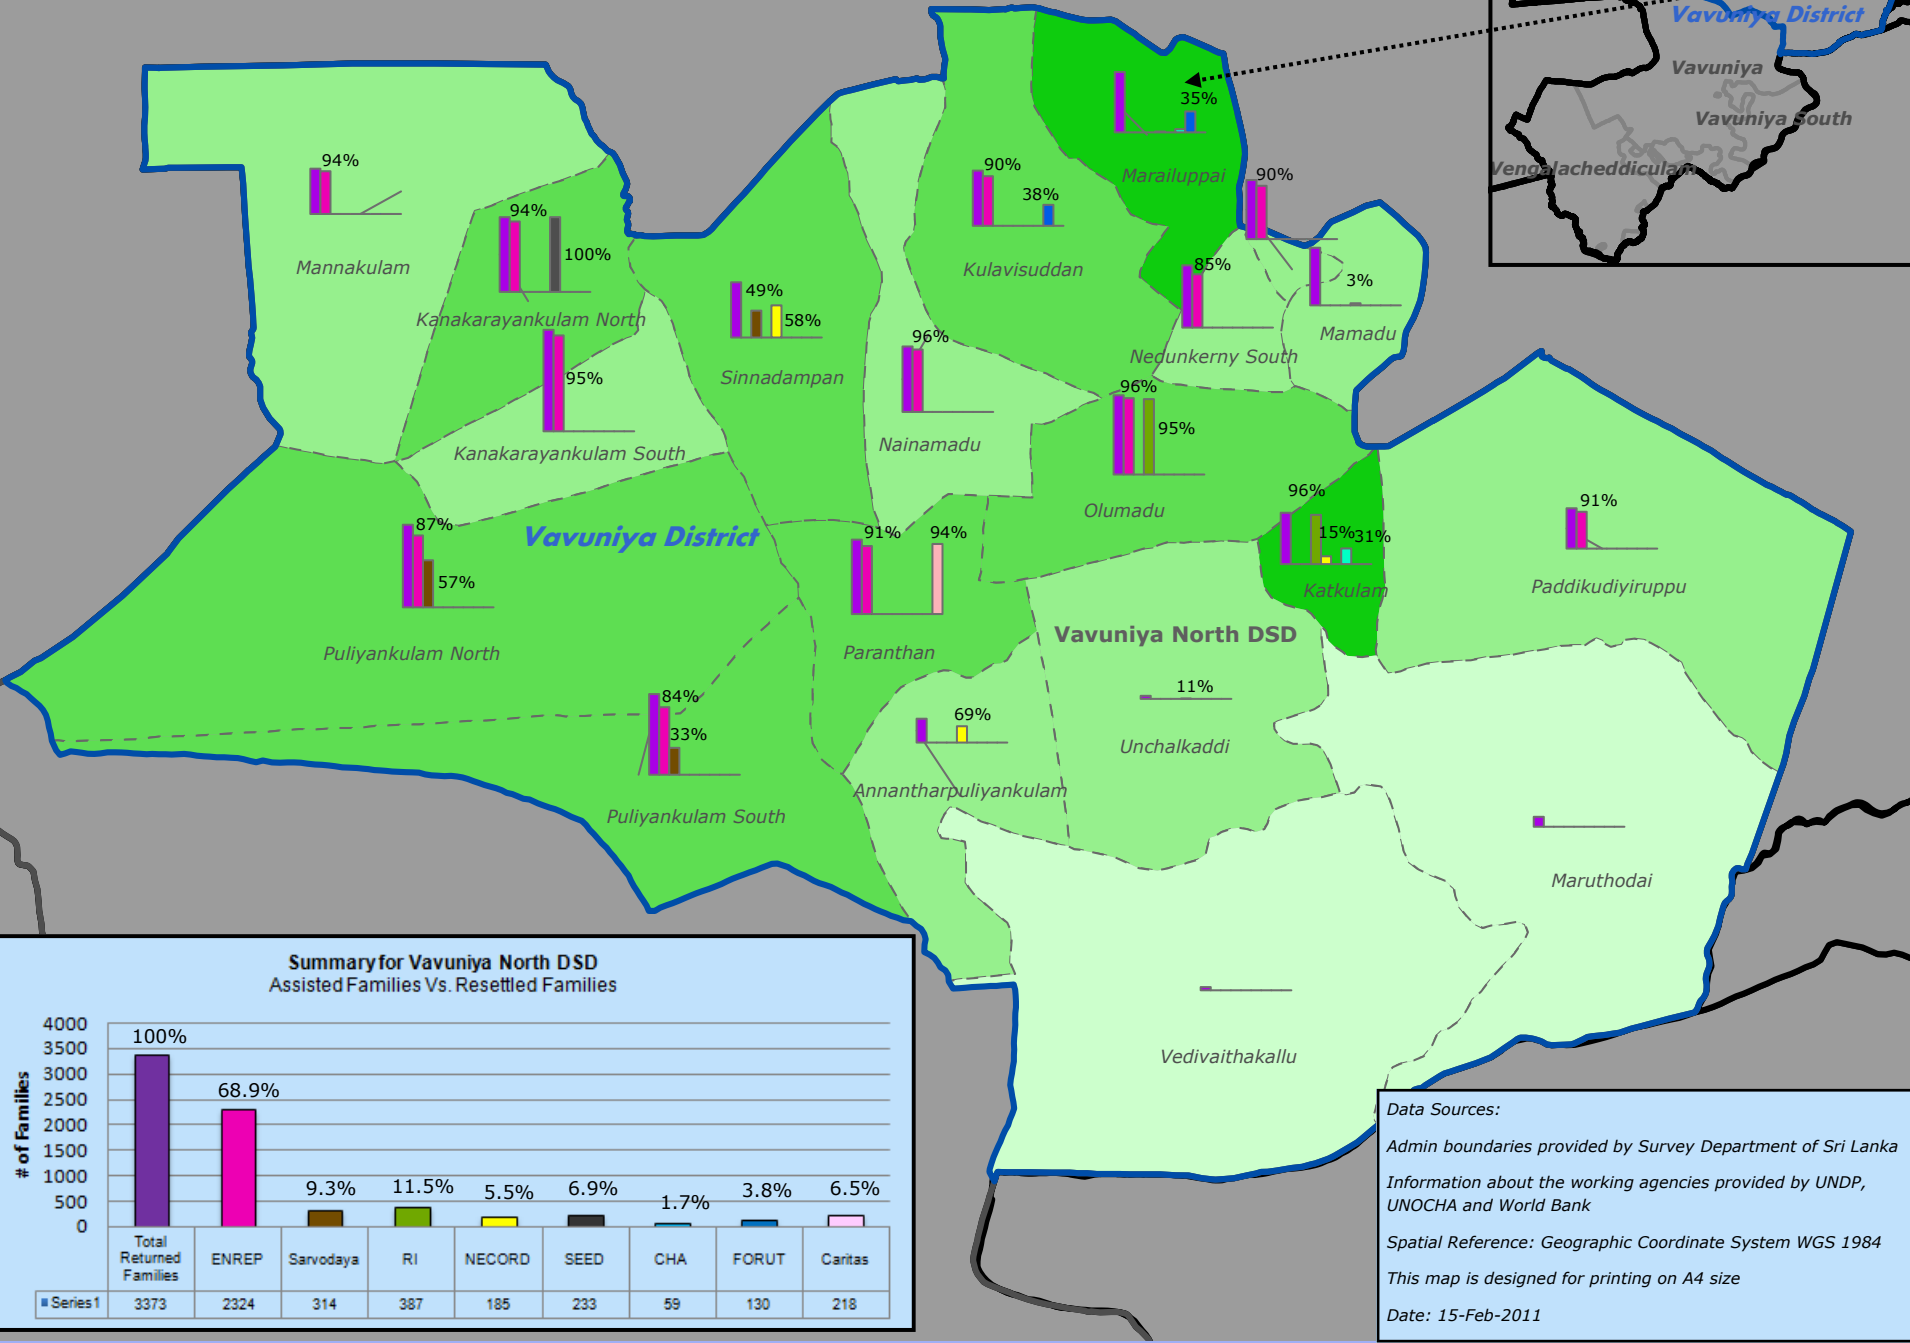 Vavuniya District
Vavuniya
Vavuniya South
Vengalacheddiculam
35%
Marailuppai
94%
Mannakulam
90%
38%
Kulavisuddan
90%
94%
100%
Kanakarayankulam North
85%
Nedunkerny South
3%
Mamadu
49%
58%
Sinnadampan
96%
Nainamadu
95%
Kanakarayankulam South
96%
95%
Olumadu
96%
15%
31%
Katkulam
91%
Paddikudiyiruppu
87%
57%
Puliyankulam North
Vavuniya District
91%
94%
Paranthan
Vavuniya North DSD
11%
Unchalkaddi
84%
33%
Puliyankulam South
69%
Annantharpuliyankulam
Maruthodai
Vedivaithakallu
Summary for Vavuniya North DSD
Assisted Families Vs. Resettled Families
# of Families
4000
3500
3000
2500
2000
1500
1000
500
0
100%
68.9%
9.3%
11.5%
5.5%
6.9%
1.7%
3.8%
6.5%
Total Returned Families ENREP Sarvodaya RI NECORD SEED CHA FORUT Caritas
Series1 3373 2324 314 387 185 233 59 130 218
Data Sources:
Admin boundaries provided by Survey Department of Sri Lanka
Information about the working agencies provided by UNDP,
UNOCHA and World Bank
Spatial Reference: Geographic Coordinate System WGS 1984
This map is designed for printing on A4 size
Date: 15-Feb-2011